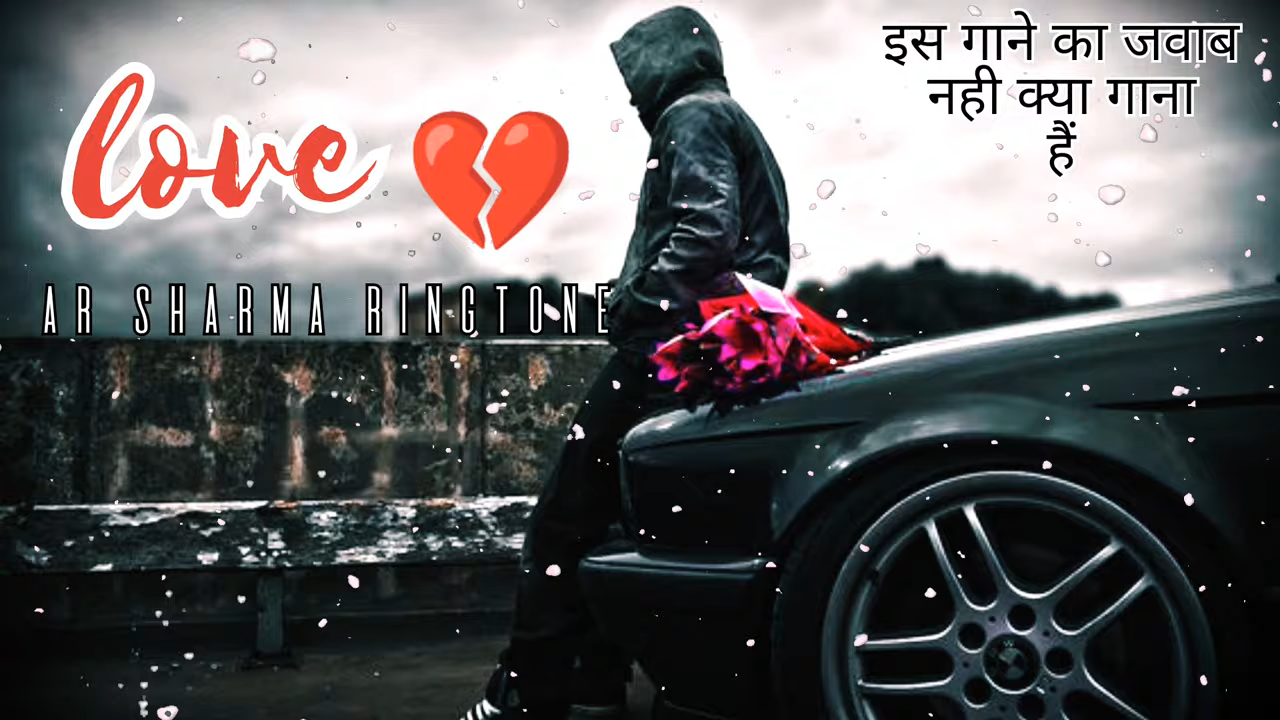 love 💔
AR SHARMA RINGTONE
इस गाने का जवाब
नही क्या गाना
हैं